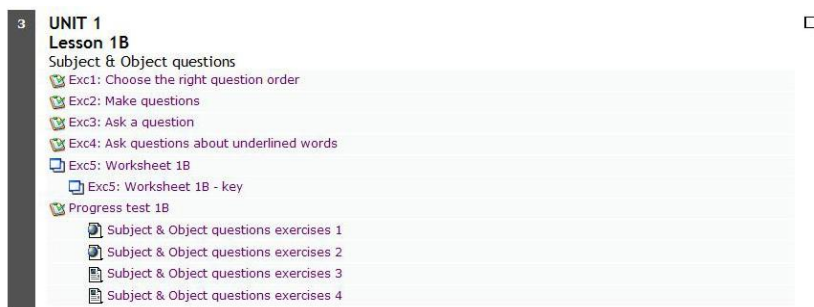 3
UNIT 1
Lesson 1B
Subject & Object questions
Exc1: Choose the right question order
Exc2: Make questions
Exc3: Ask a question
Exc4: Ask questions about underlined words
Exc5: Worksheet 1B
Exc5: Worksheet 1B - key
Progress test 1B
Subject & Object questions exercises 1
Subject & Object questions exercises 2
Subject & Object questions exercises 3
Subject & Object questions exercises 4